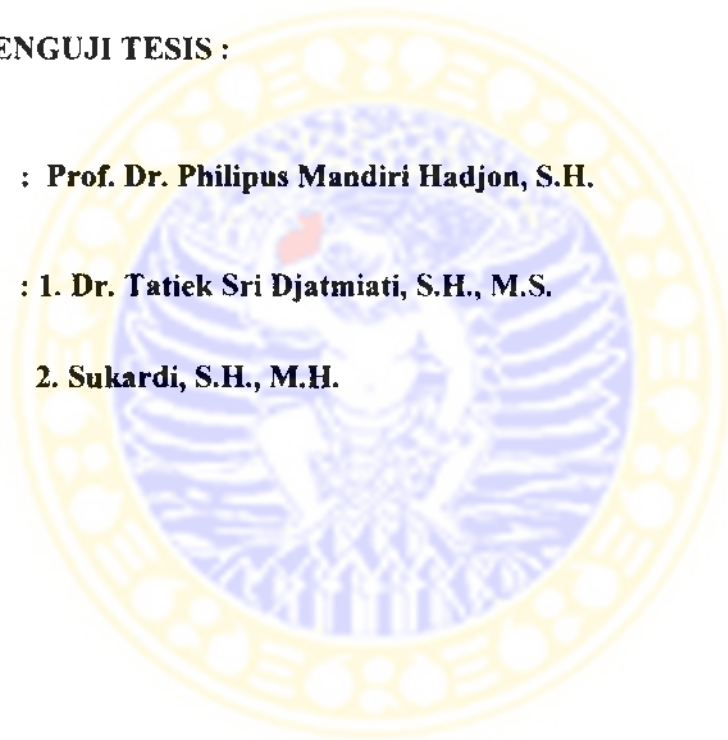 ENGUJI TESIS :
: Prof. Dr. Philipus Mandiri Hadjon, S.H.
: 1. Dr. Tatiek Sri Djatmiati, S.H., M.S.
2. Sukardi, S.H., M.H.